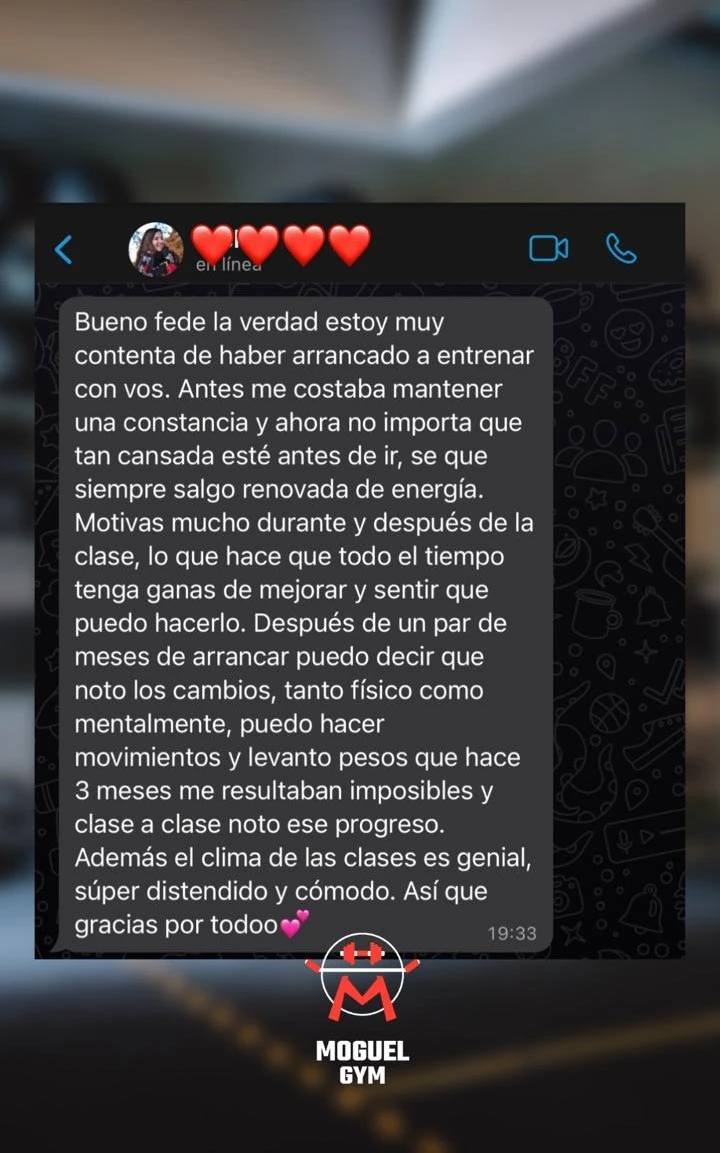 en línea
Bueno fede la verdad estoy muy
contenta de haber arrancado a entrenar
con vos. Antes me costaba mantener
una constancia y ahora no importa que
tan cansada esté antes de ir, se que
siempre salgo renovada de energía.
Motivas mucho durante y después de la
clase, lo que hace que todo el tiempo
tenga ganas de mejorar y sentir que
puedo hacerlo. Después de un par de
meses de arrancar puedo decir que
noto los cambios, tanto físico como
mentalmente, puedo hacer
movimientos y levanto pesos que hace
3 meses me resultaban imposibles y
clase a clase noto ese progreso.
Además el clima de las clases es genial,
súper distendido y cómodo. Así que
gracias por todoo💕
19:33
MOGUEL
GYM